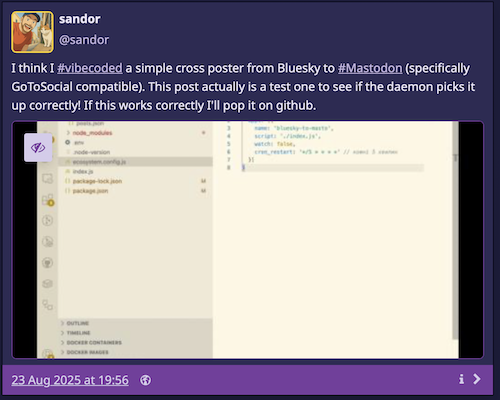 sandor
@sandor
I think I #vibecoded a simple cross poster from Bluesky to #Mastodon (specifically
GoToSocial compatible). This post actually is a test one to see if the daemon picks it
up correctly! If this works correctly I'll pop it on github.
node_modules
.env
.node-version
ecosystem.config.js
index.js
package-lock.json M
package.json M
OUTLINE
TIMELINE
DOCKER CONTAINERS
DOCKER IMAGES
3 name: "bluesky-to-masto",
4 script: "./index.js",
5 watch: false,
6 cron_restart: "*/5 * * * *" //
7 }]
8 }
23 Aug 2025 at 19:56